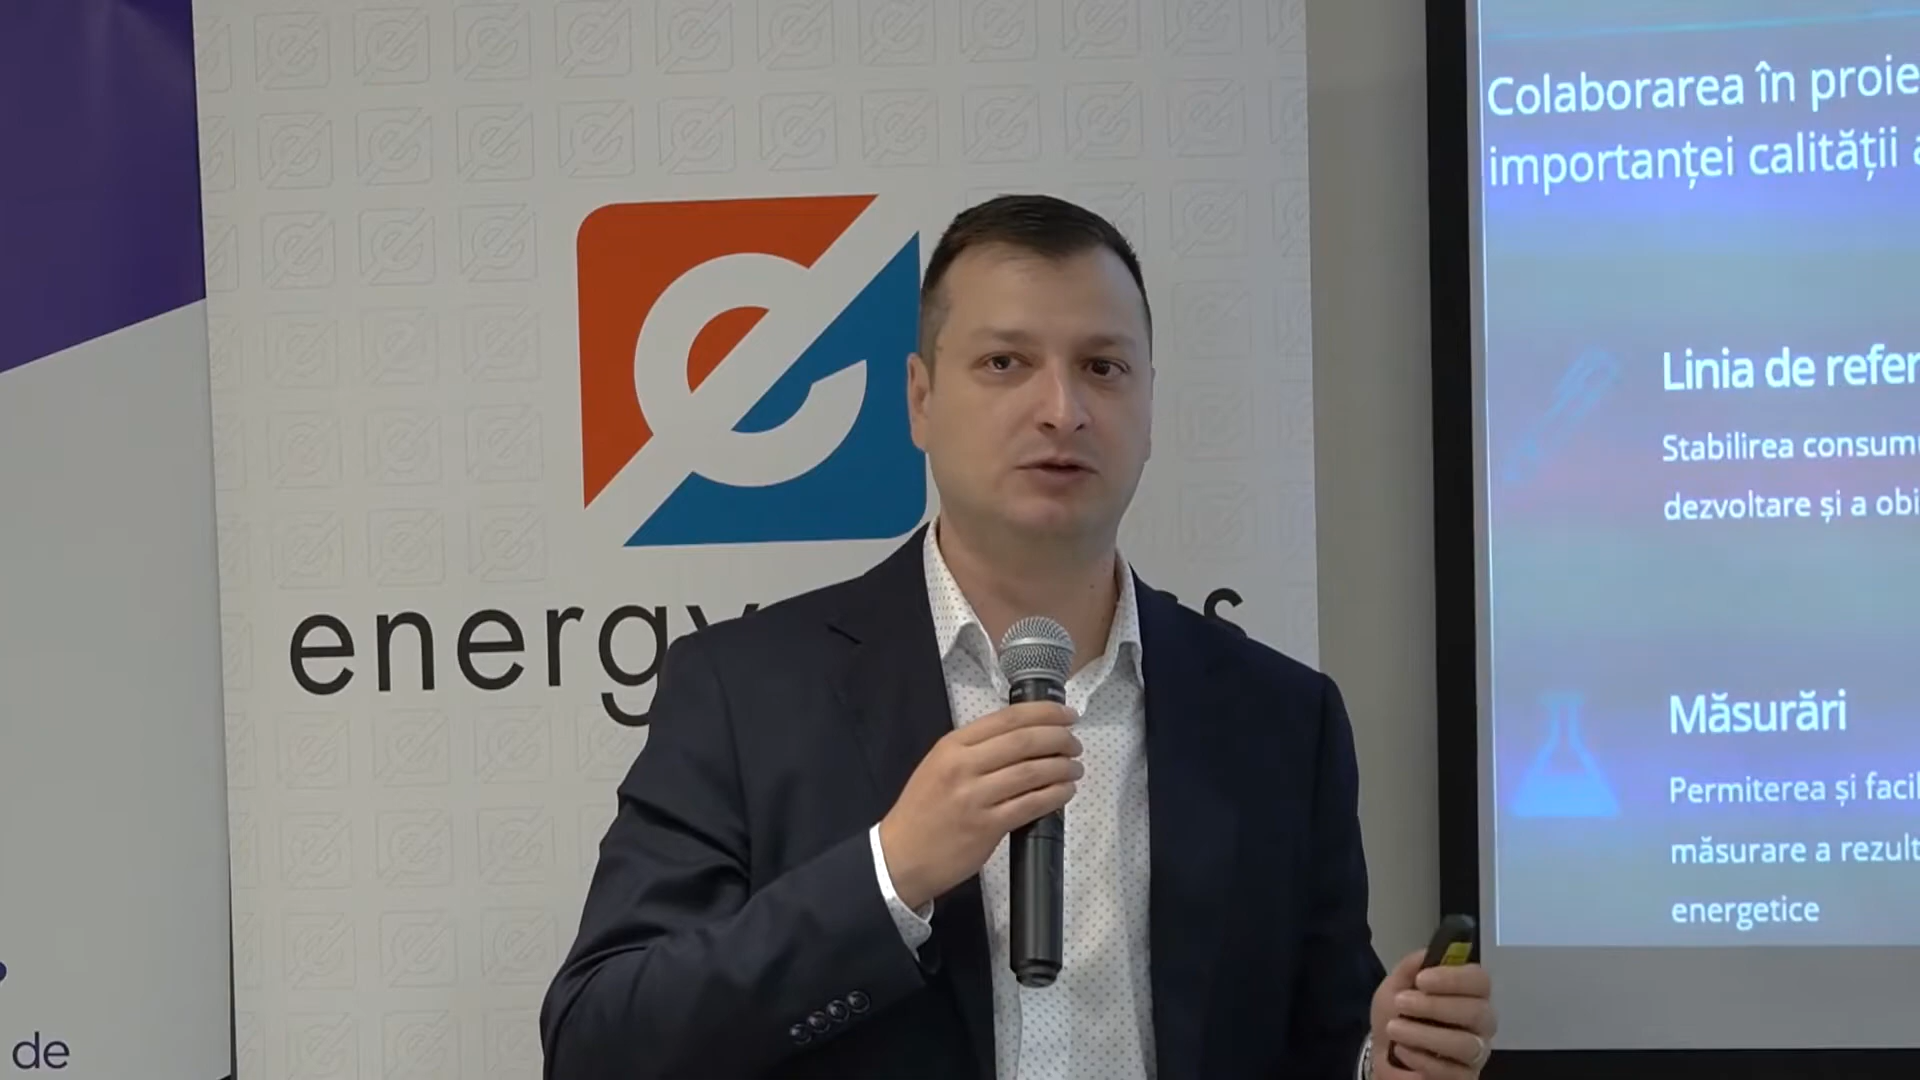 Colaborarea în proie
importanței calității
Linia de refer
Stabilirea consum
dezvoltare și a obi
Măsurări
Permiterea și facil
măsurare a rezult
energetice
energy
de